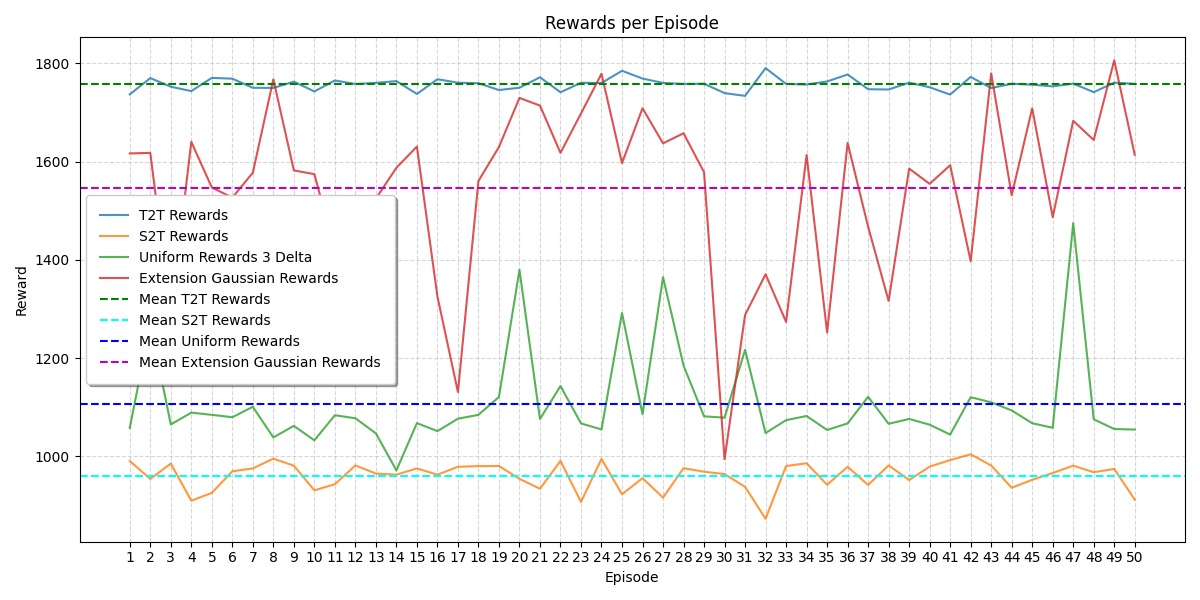 Rewards per Episode
Reward
1800
1600
1400
1200
1000
T2T Rewards
S2T Rewards
Uniform Rewards 3 Delta
Extension Gaussian Rewards
Mean T2T Rewards
Mean S2T Rewards
Mean Uniform Rewards
Mean Extension Gaussian Rewards
1 2 3 4 5 6 7 8 9 10 11 12 13 14 15 16 17 18 19 20 21 22 23 24 25 26 27 28 29 30 31 32 33 34 35 36 37 38 39 40 41 42 43 44 45 46 47 48 49 50
Episode